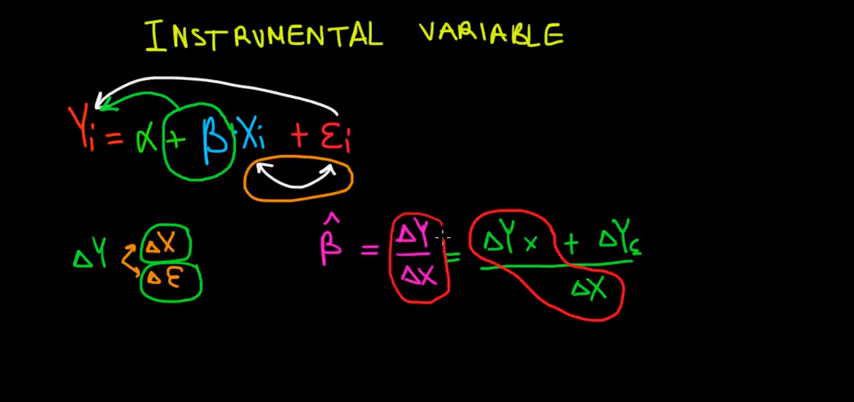 INSTRUMENTAL VARIABLE
Yi = α + β·Xi + εi
ΔY ΔX ΔE
β̂ = ΔY/ΔX = (ΔYx + ΔYε)/ΔX